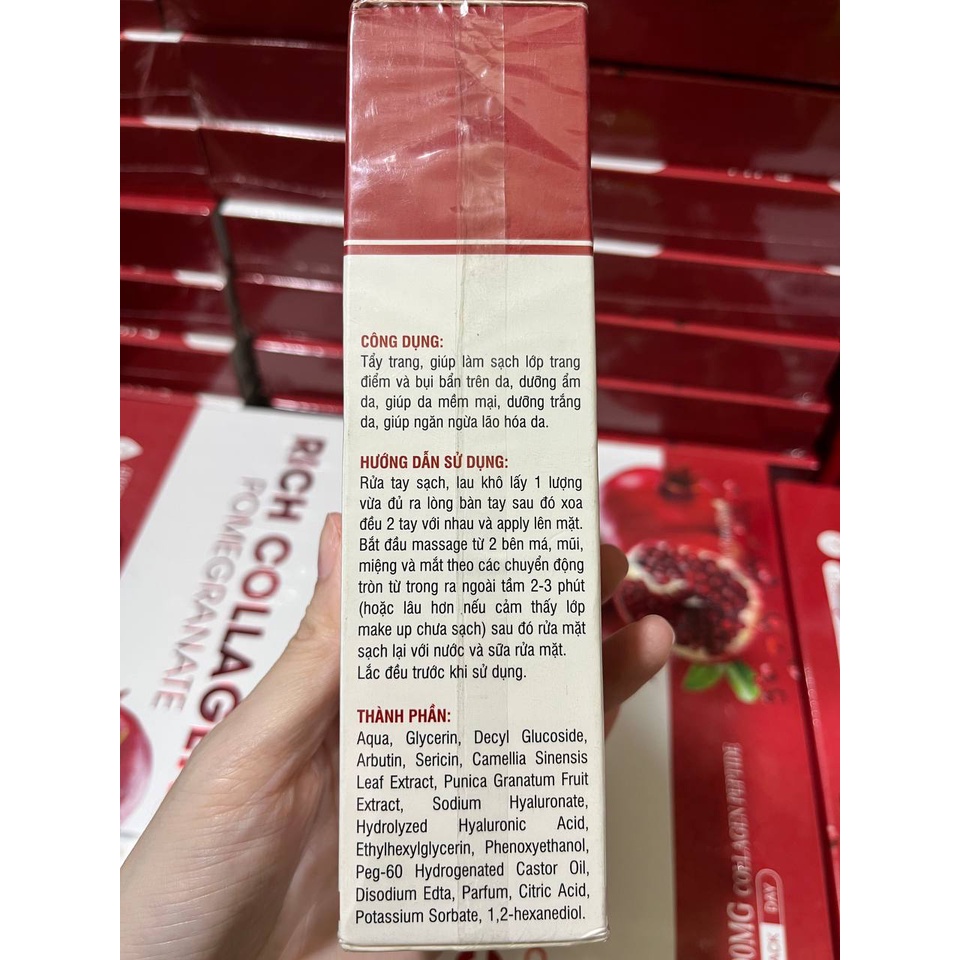 CÔNG DỤNG:
Tẩy trang, giúp làm sạch lớp trang
điểm và bụi bẩn trên da, dưỡng ẩm
da, giúp da mềm mại, dưỡng trắng
da, giúp ngăn ngừa lão hóa da.
HƯỚNG DẪN SỬ DỤNG:
Rửa tay sạch, lau khô lấy 1 lượng
vừa đủ ra lòng bàn tay sau đó xoa
đều 2 tay với nhau và apply lên mặt.
Bắt đầu massage từ 2 bên má, mũi,
miệng và mắt theo các chuyển động
tròn từ trong ra ngoài tầm 2-3 phút
(hoặc lâu hơn nếu cảm thấy lớp
make up chưa sạch) sau đó rửa mặt
sạch lại với nước và sữa rửa mặt.
Lắc đều trước khi sử dụng.
THÀNH PHẦN:
Aqua, Glycerin, Decyl Glucoside,
Arbutin, Sericin, Camellia Sinensis
Leaf Extract, Punica Granatum Fruit
Extract, Sodium Hyaluronate,
Hydrolyzed Hyaluronic Acid,
Ethylhexylglycerin, Phenoxyethanol,
Peg-60 Hydrogenated Castor Oil,
Disodium Edta, Parfum, Citric Acid,
Potassium Sorbate, 1,2-hexanediol.
RICH COLLAGEN
POMEGRANATE
00MG COPLAGEN PEPTIDE
DAY